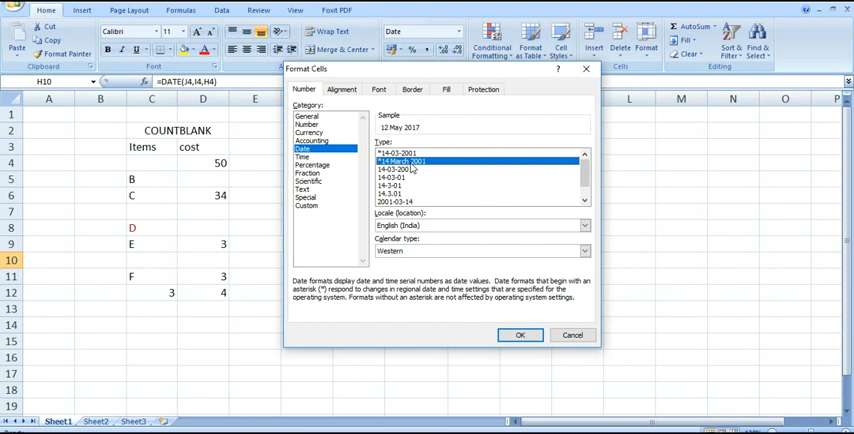 Home Insert Page Layout Formulas Data Review View Foxit PDF
Paste
Cut
Copy
Format Painter
Clipboard
Calibri 11
Font
Wrap Text
Merge & Center
Date
Conditional Formatting
Format as Table
Cell Styles
Insert
Delete
Format
AutoSum
Fill
Clear
Sort & Filter
Find & Select
H10 fx =DATE(J4,I4,H4)
A B C D E L M N O P
1
2 COUNTBLANK
3 Items cost
4 50
5 B
6 C 34
7
8 D
9 E 3
10
11 F 3
12 3 4
13
14
15
16
17
18
19
Format Cells
Number Alignment Font Border Fill Protection
Category:
General
Number
Currency
Accounting
Date
Time
Percentage
Fraction
Scientific
Text
Special
Custom
Sample
12 May 2017
Type:
*14-03-2001
*14 March 2001
14-03-2001
14-03-01
14-3-01
14.3.01
2001-03-14
Locale (location):
English (India)
Calendar type:
Western
Date formats display date and time serial numbers as date values. Date formats that begin with an
asterisk (*) respond to changes in regional date and time settings that are specified for the
operating system. Formats without an asterisk are not affected by operating system settings.
OK Cancel
Sheet1 Sheet2 Sheet3